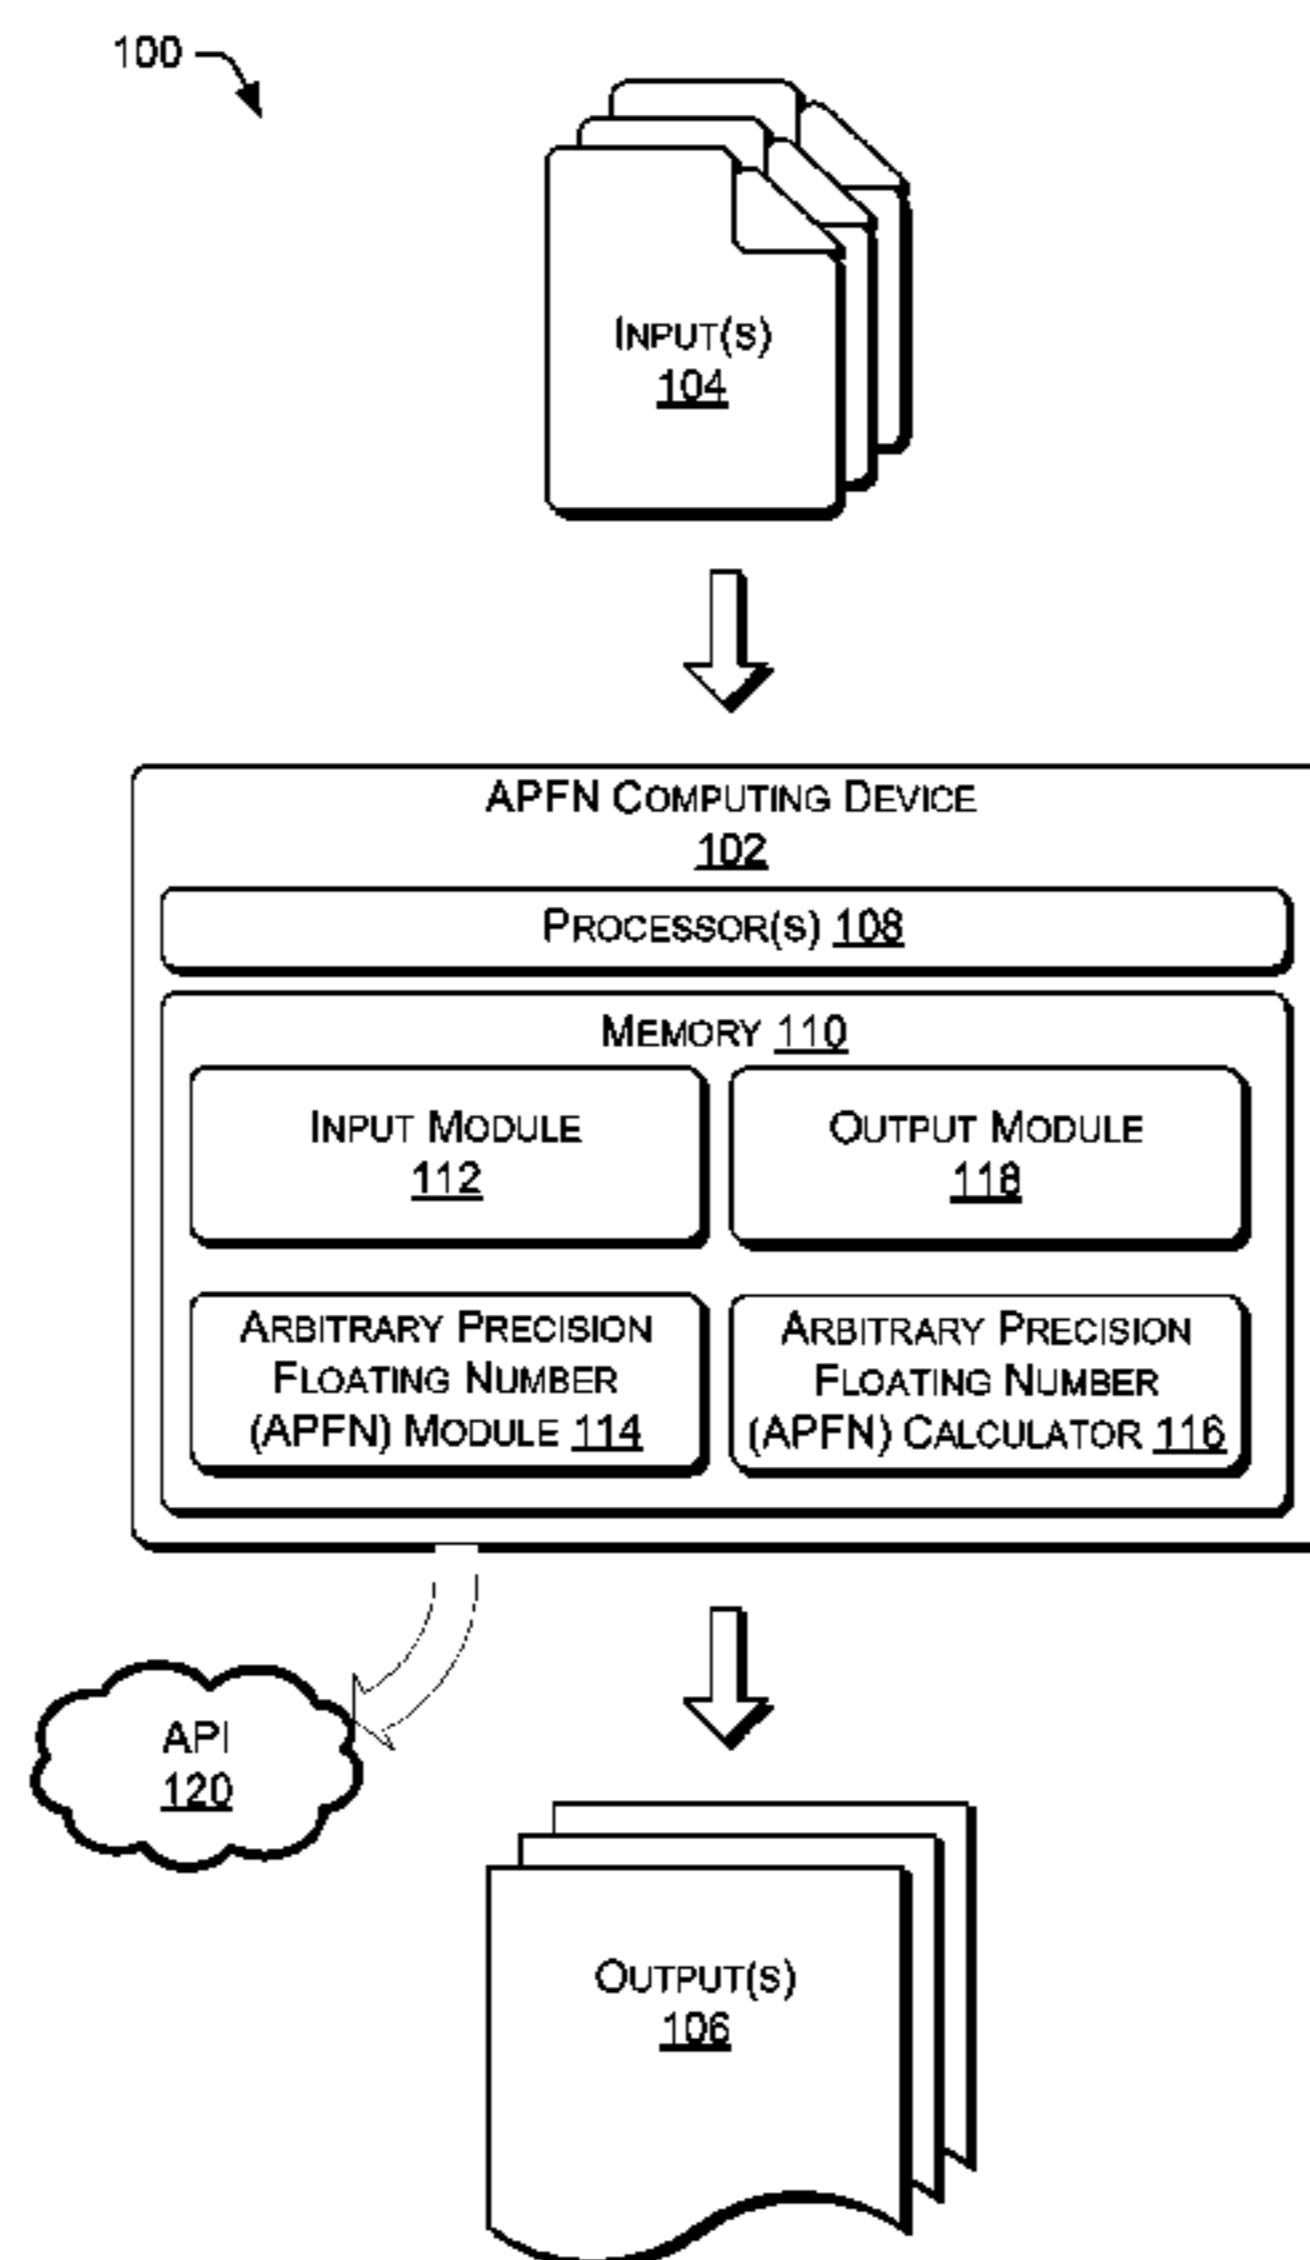 100
INPUT(S)
104
APFN COMPUTING DEVICE
102
PROCESSOR(S) 108
MEMORY 110
INPUT MODULE
112
OUTPUT MODULE
118
ARBITRARY PRECISION
FLOATING NUMBER
(APFN) MODULE 114
ARBITRARY PRECISION
FLOATING NUMBER
(APFN) CALCULATOR 116
API
120
OUTPUT(S)
106